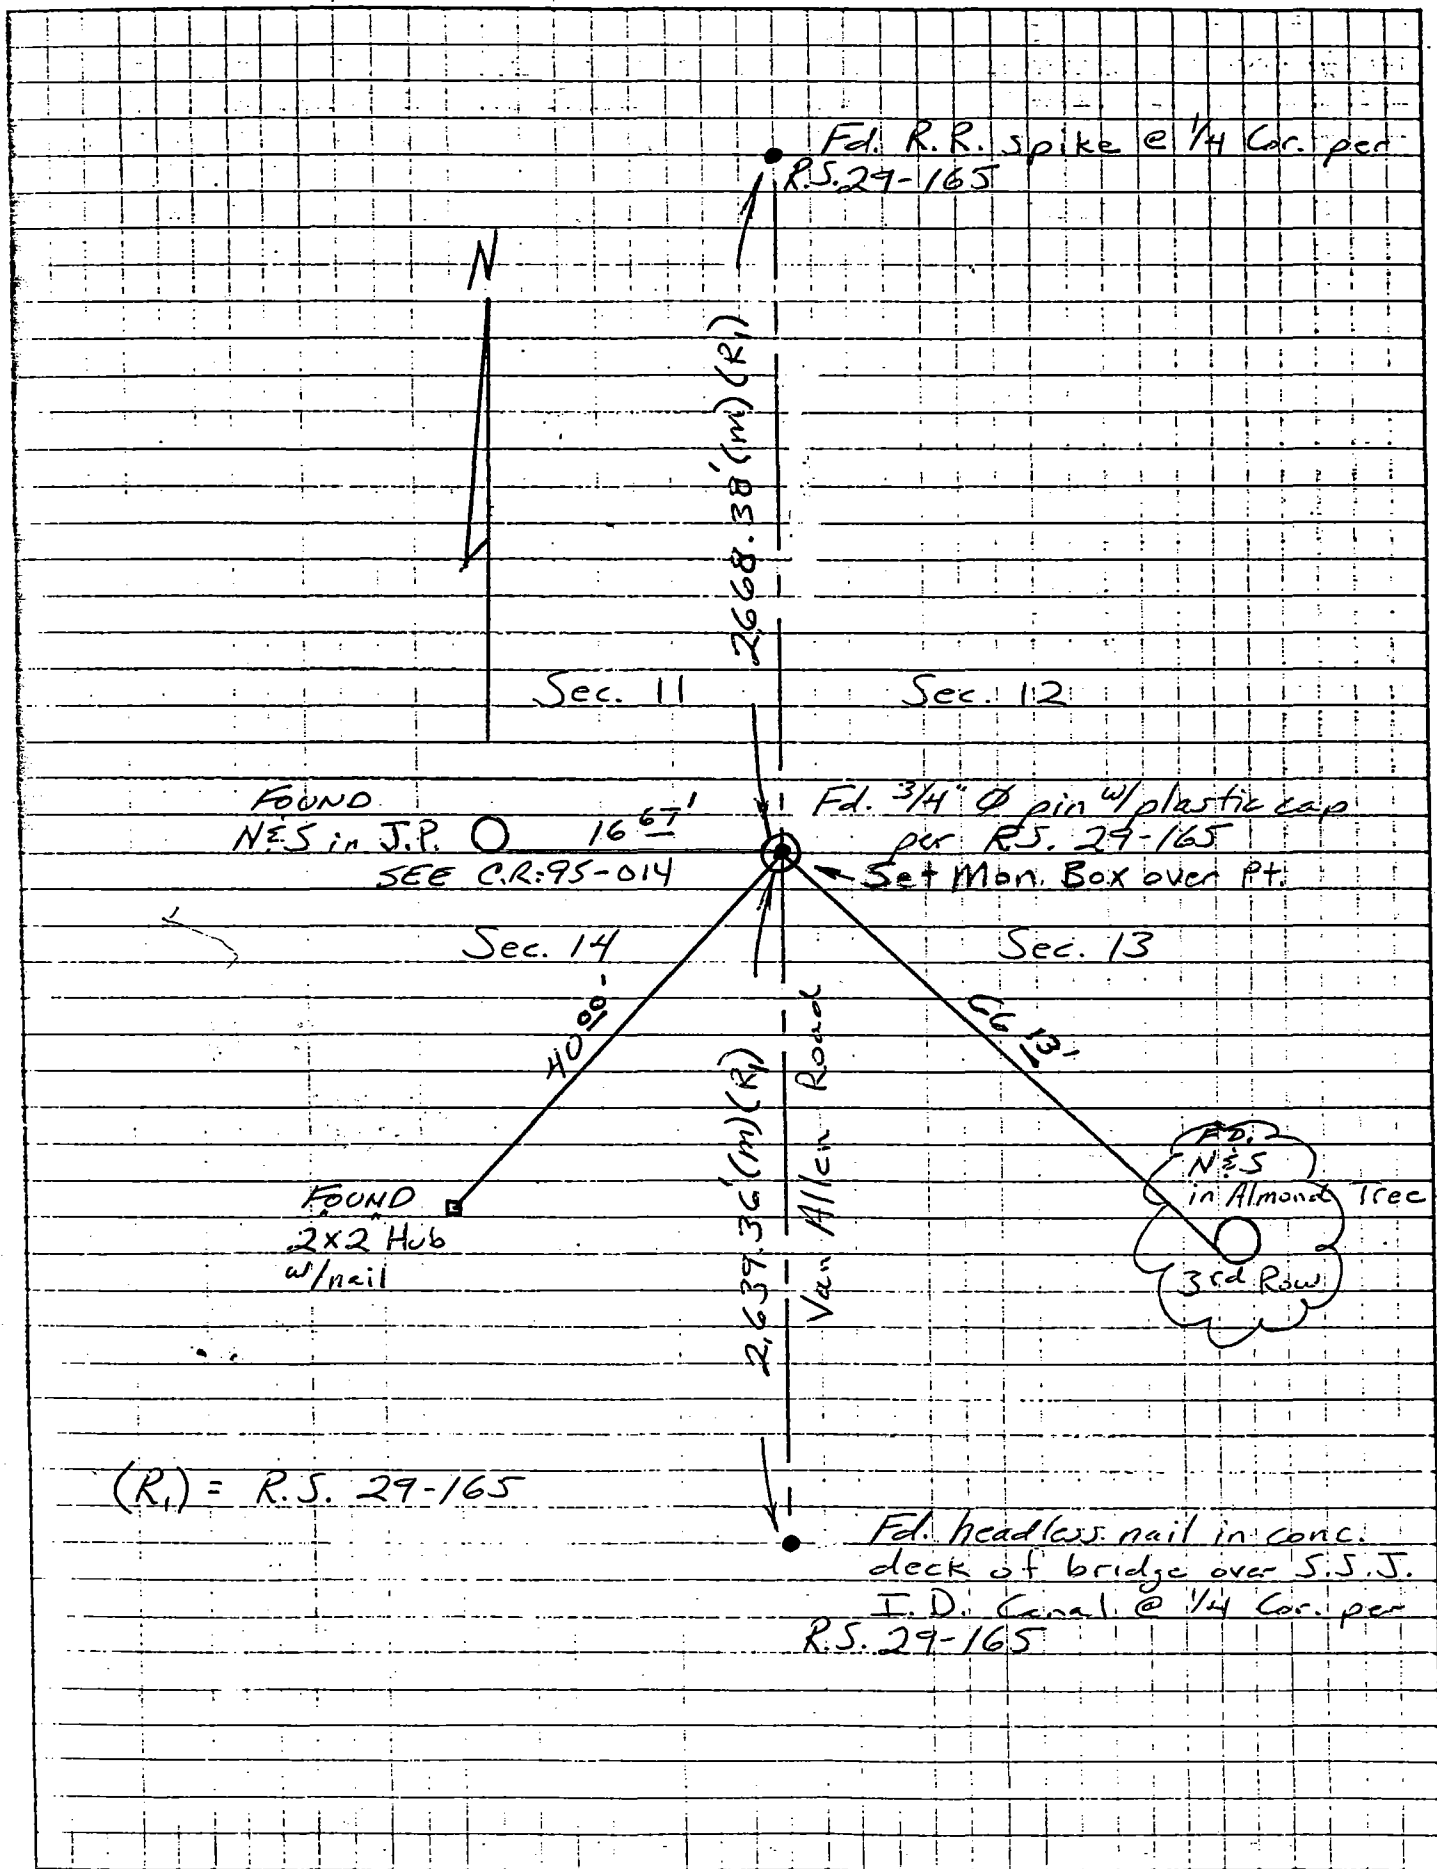 Fd. R.R. spike @ 1/4 Cor. per
R.S. 29-165
N
2668.38'(m)(R1)
Sec. 11
Sec. 12
FOUND
N&S in J.P.
16 67'
SEE C.R.:95-014
Fd. 3/4" Ø pin w/plastic cap
per R.S. 29-165
Set Mon. Box over Pt.
Sec. 14
Sec. 13
40 00'
66 13'
2,639.36'(m)(R1)
Van Allen Road
FOUND
2"x2" Hub
w/nail
FD.
N&S
in Almond Tree
3rd Row
(R1) = R.S. 29-165
Fd. headless nail in conc.
deck of bridge over S.S.J.
I.D. Canal @ 1/4 Cor. per
R.S. 29-165